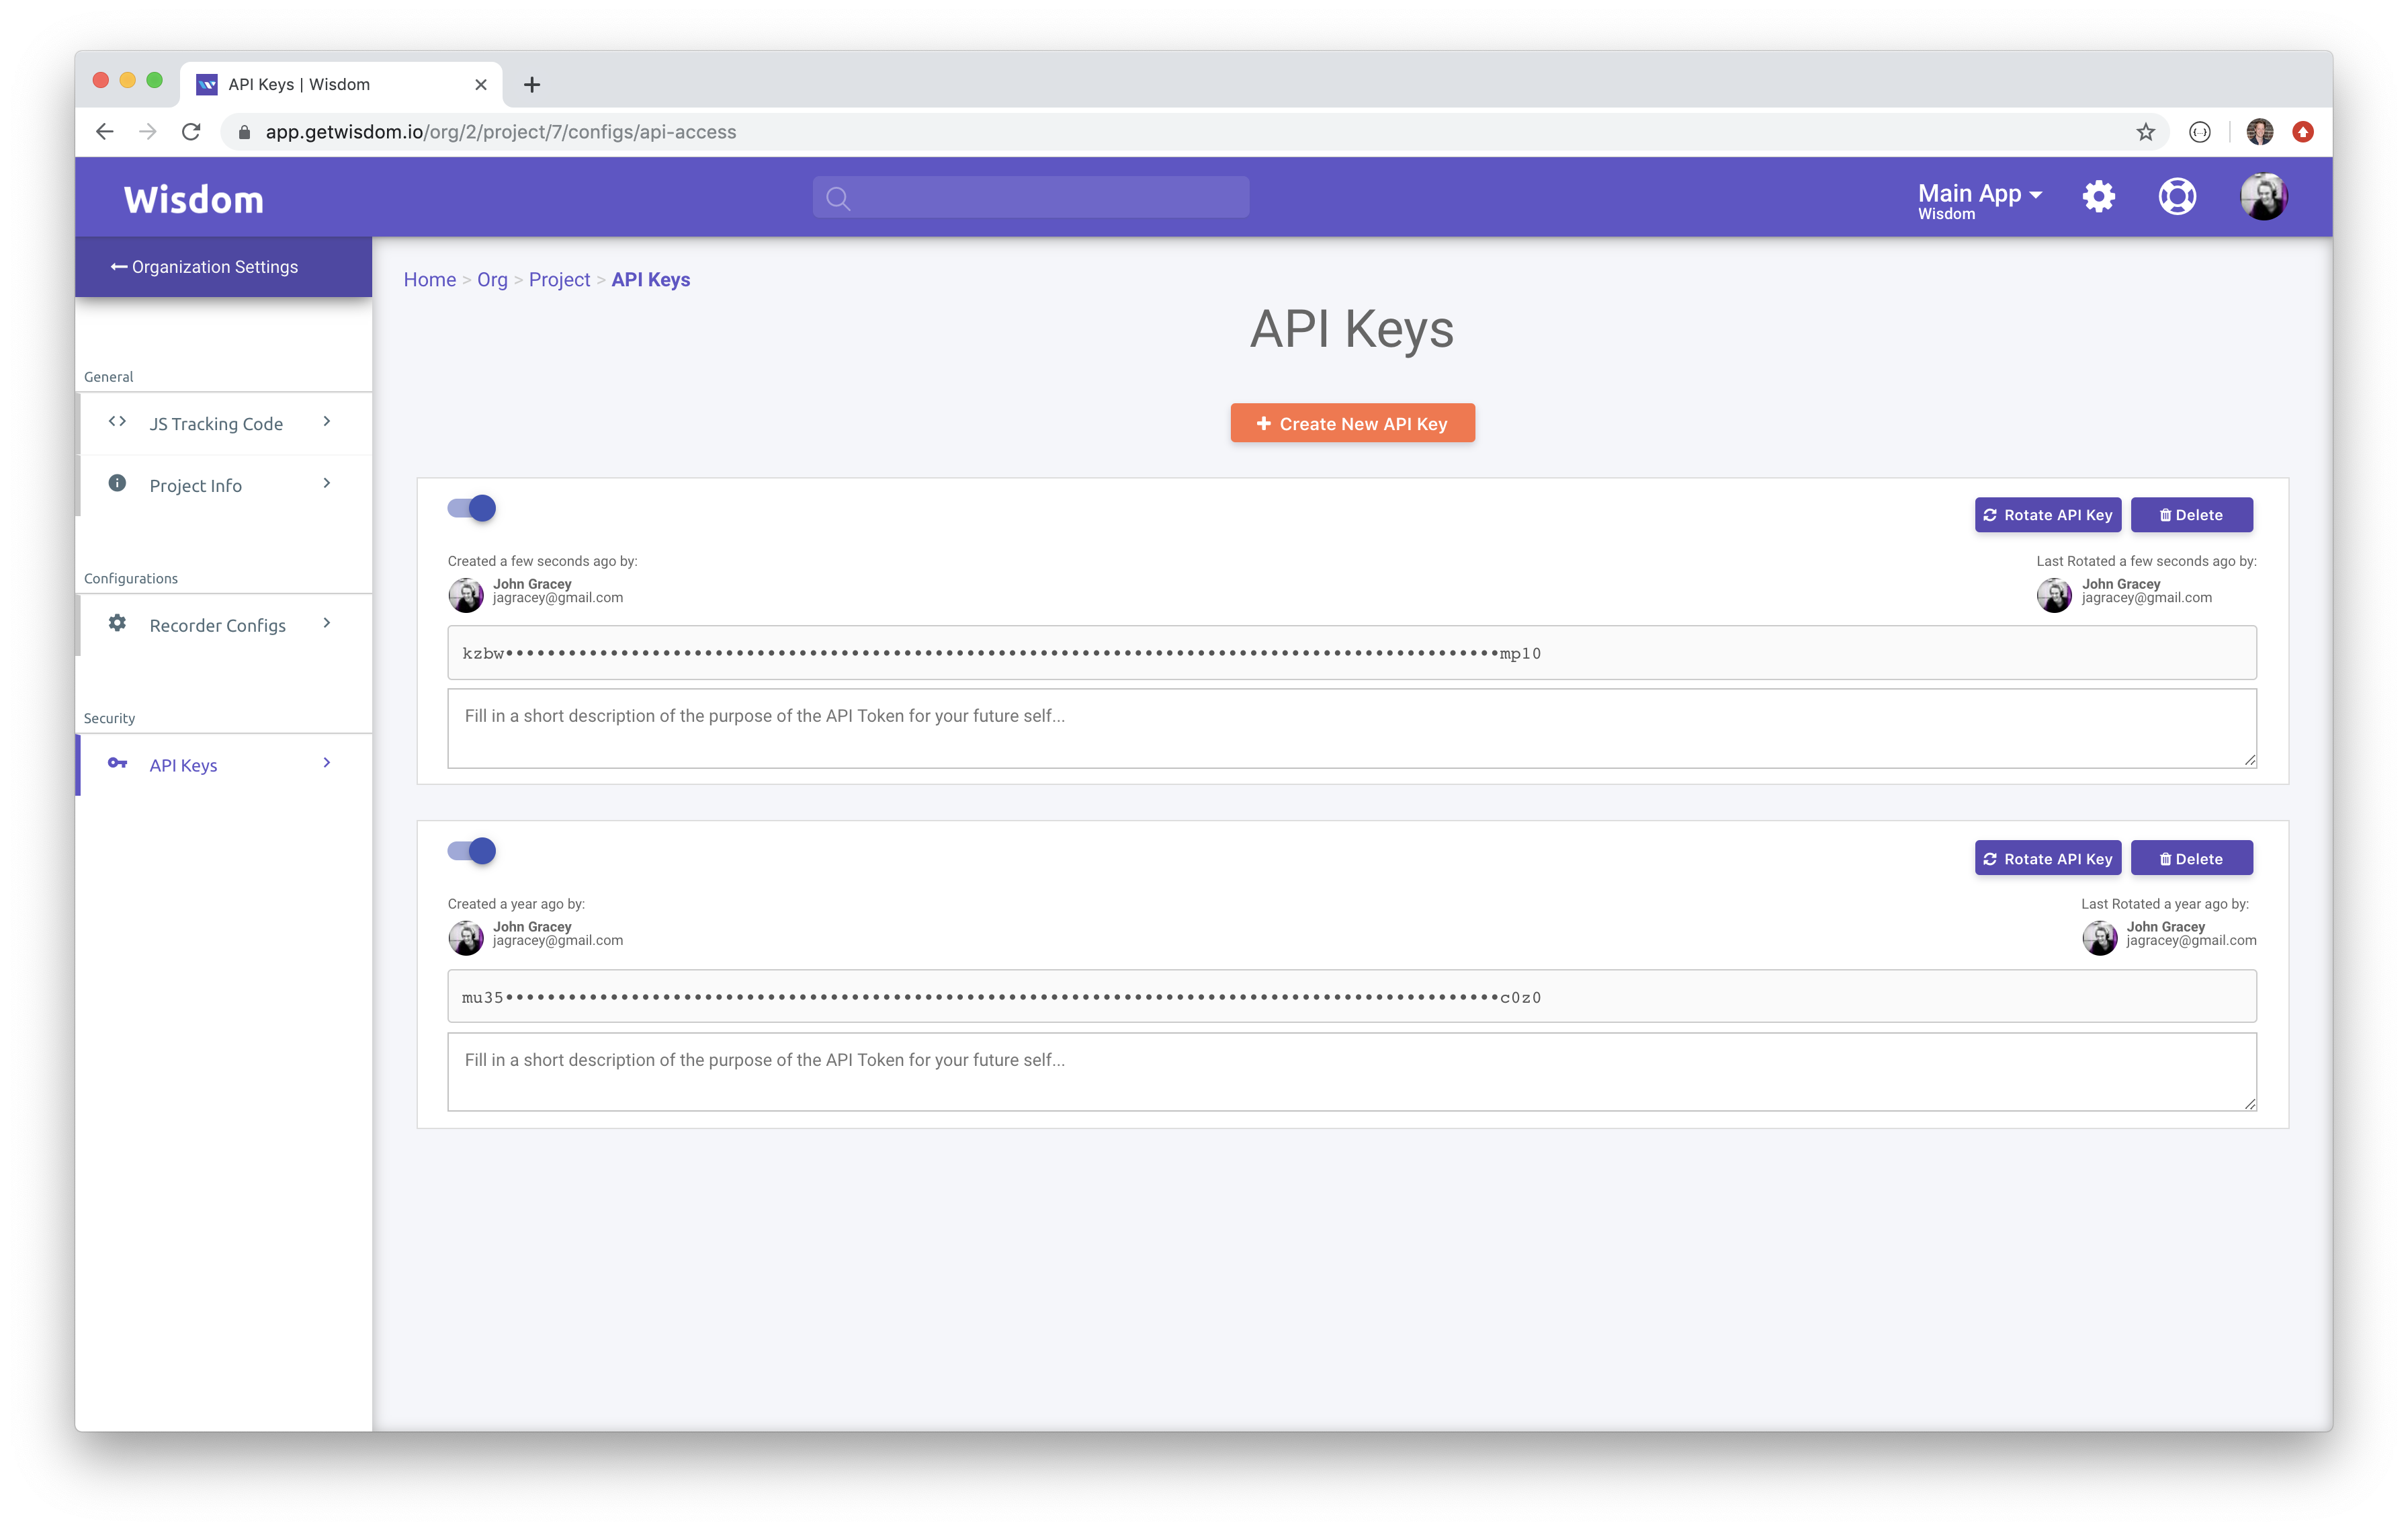 API Keys | Wisdom
app.getwisdom.io/org/2/project/7/configs/api-access
Wisdom
Main App
Wisdom
Organization Settings
Home > Org > Project > API Keys
API Keys
General
JS Tracking Code
Project Info
Configurations
Recorder Configs
Security
API Keys
Create New API Key
Rotate API Key Delete
Created a few seconds ago by:
John Gracey
jagracey@gmail.com
Last Rotated a few seconds ago by:
John Gracey
jagracey@gmail.com
kzbw•••••••••••••••••••••••••••••••••••••••••••••••••••••••••••••••••••••••••••••••••••••••••••••••mp10
Fill in a short description of the purpose of the API Token for your future self...
Rotate API Key Delete
Created a year ago by:
John Gracey
jagracey@gmail.com
Last Rotated a year ago by:
John Gracey
jagracey@gmail.com
mu35•••••••••••••••••••••••••••••••••••••••••••••••••••••••••••••••••••••••••••••••••••••••••••••••c0z0
Fill in a short description of the purpose of the API Token for your future self...